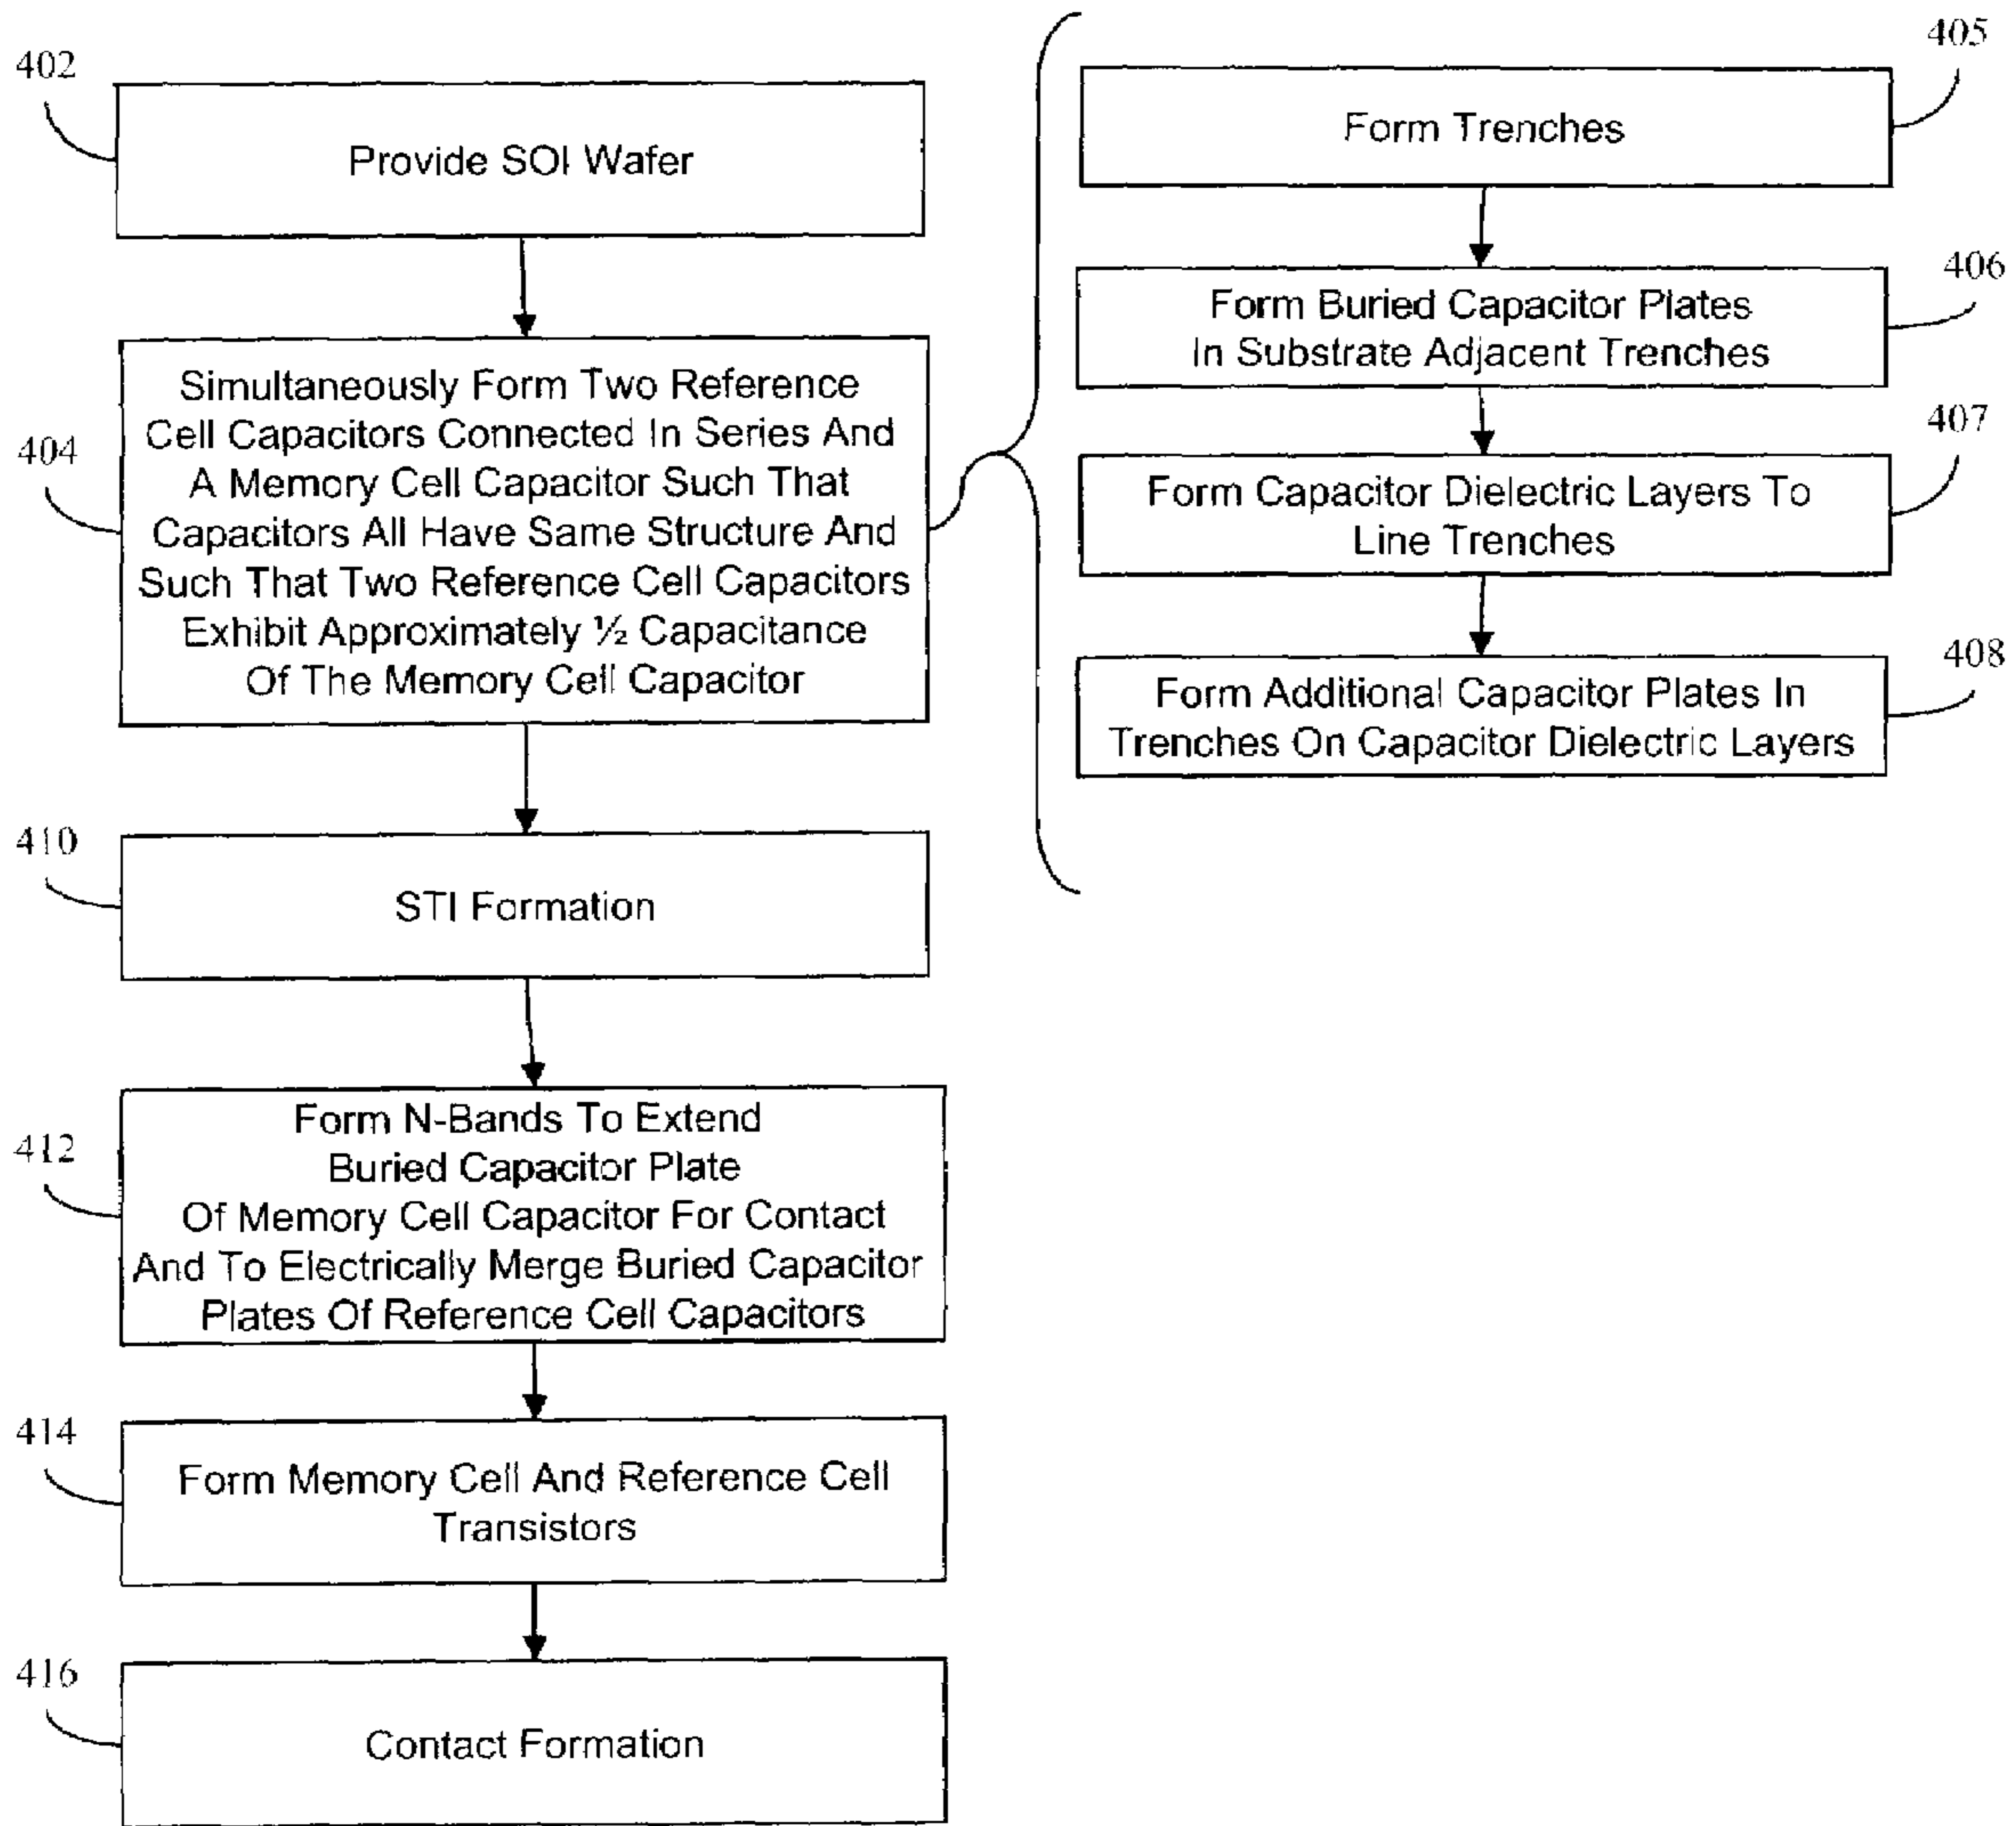 402
Provide SOI Wafer
404
Simultaneously Form Two Reference
Cell Capacitors Connected In Series And
A Memory Cell Capacitor Such That
Capacitors All Have Same Structure And
Such That Two Reference Cell Capacitors
Exhibit Approximately ½ Capacitance
Of The Memory Cell Capacitor
405
Form Trenches
406
Form Buried Capacitor Plates
In Substrate Adjacent Trenches
407
Form Capacitor Dielectric Layers To
Line Trenches
408
Form Additional Capacitor Plates In
Trenches On Capacitor Dielectric Layers
410
STI Formation
412
Form N-Bands To Extend
Buried Capacitor Plate
Of Memory Cell Capacitor For Contact
And To Electrically Merge Buried Capacitor
Plates Of Reference Cell Capacitors
414
Form Memory Cell And Reference Cell
Transistors
416
Contact Formation